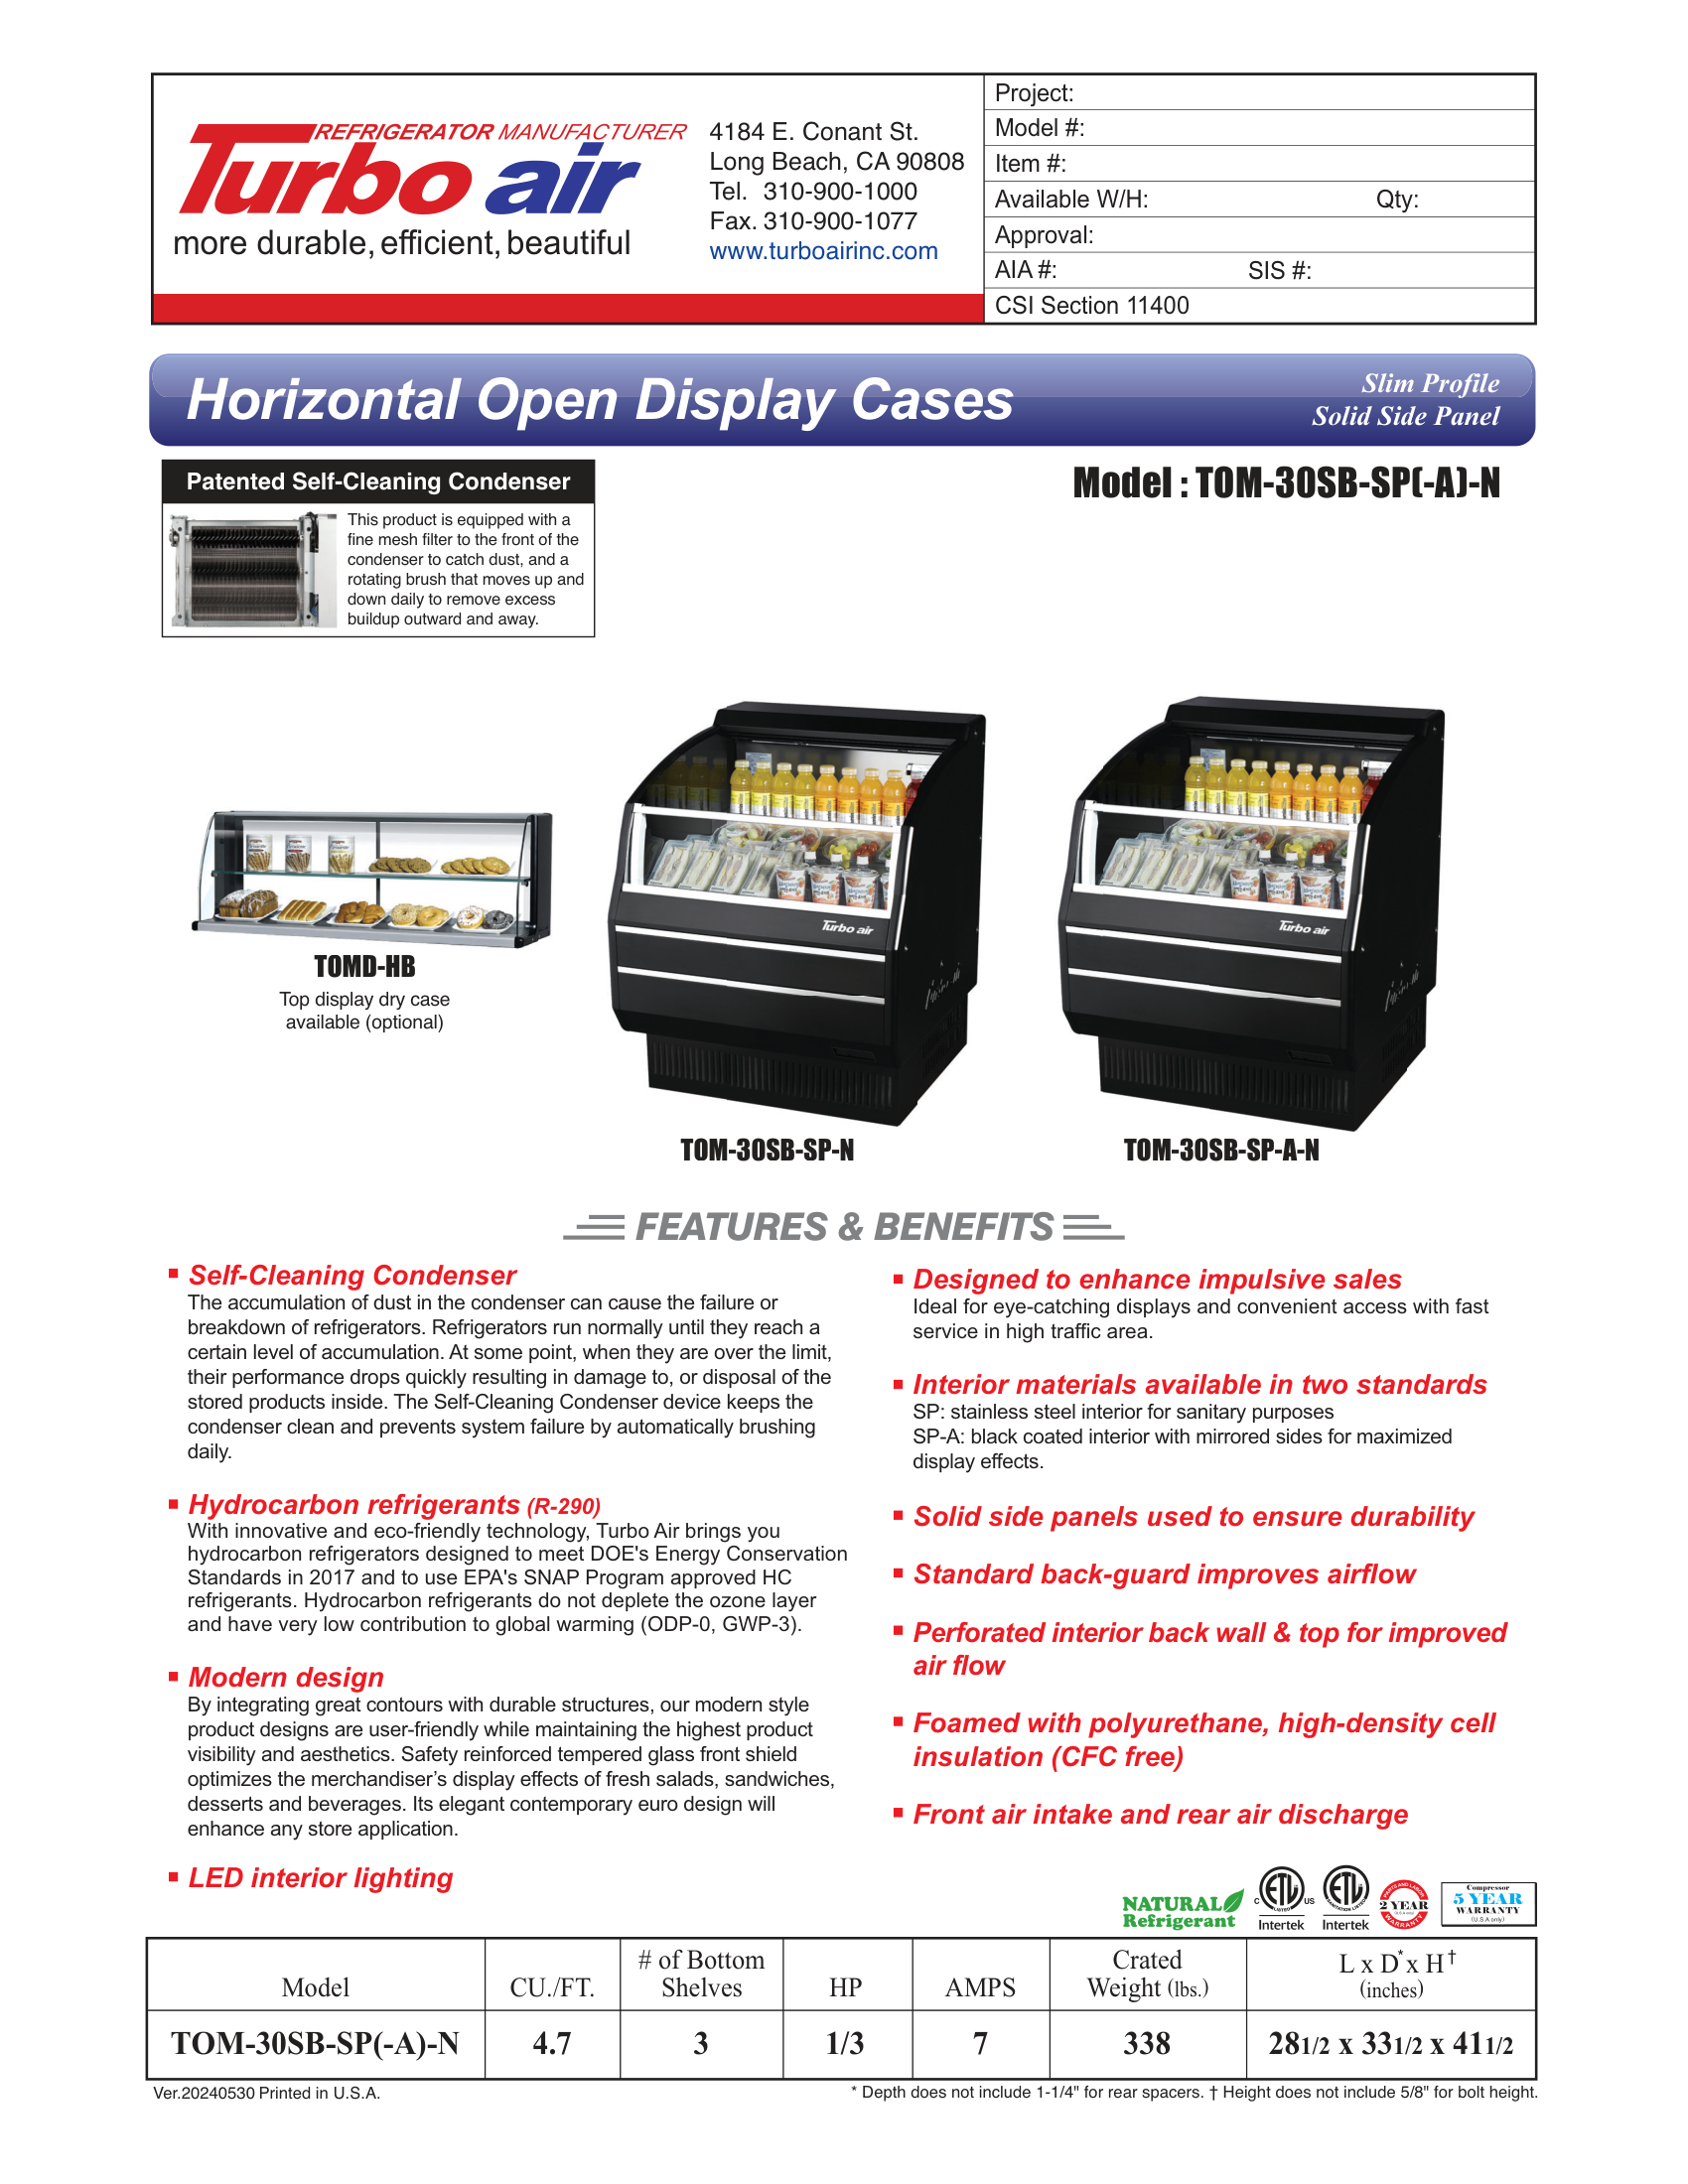 REFRIGERATOR MANUFACTURER
Turbo air
more durable, efficient, beautiful
4184 E. Conant St.
Long Beach, CA 90808
Tel. 310-900-1000
Fax. 310-900-1077
www.turboairinc.com
Project:
Model #:
Item #:
Available W/H: Qty:
Approval:
AIA #: SIS #:
CSI Section 11400
Horizontal Open Display Cases
Slim Profile
Solid Side Panel
Patented Self-Cleaning Condenser
This product is equipped with a
fine mesh filter to the front of the
condenser to catch dust, and a
rotating brush that moves up and
down daily to remove excess
buildup outward and away.
Model : TOM-30SB-SP(-A)-N
Turbo air
Turbo air
TOMD-HB
Top display dry case
available (optional)
TOM-30SB-SP-N
TOM-30SB-SP-A-N
FEATURES & BENEFITS
▪ Self-Cleaning Condenser
The accumulation of dust in the condenser can cause the failure or
breakdown of refrigerators. Refrigerators run normally until they reach a
certain level of accumulation. At some point, when they are over the limit,
their performance drops quickly resulting in damage to, or disposal of the
stored products inside. The Self-Cleaning Condenser device keeps the
condenser clean and prevents system failure by automatically brushing
daily.
▪ Hydrocarbon refrigerants (R-290)
With innovative and eco-friendly technology, Turbo Air brings you
hydrocarbon refrigerators designed to meet DOE's Energy Conservation
Standards in 2017 and to use EPA's SNAP Program approved HC
refrigerants. Hydrocarbon refrigerants do not deplete the ozone layer
and have very low contribution to global warming (ODP-0, GWP-3).
▪ Modern design
By integrating great contours with durable structures, our modern style
product designs are user-friendly while maintaining the highest product
visibility and aesthetics. Safety reinforced tempered glass front shield
optimizes the merchandiser's display effects of fresh salads, sandwiches,
desserts and beverages. Its elegant contemporary euro design will
enhance any store application.
▪ LED interior lighting
▪ Designed to enhance impulsive sales
Ideal for eye-catching displays and convenient access with fast
service in high traffic area.
▪ Interior materials available in two standards
SP: stainless steel interior for sanitary purposes
SP-A: black coated interior with mirrored sides for maximized
display effects.
▪ Solid side panels used to ensure durability
▪ Standard back-guard improves airflow
▪ Perforated interior back wall & top for improved
air flow
▪ Foamed with polyurethane, high-density cell
insulation (CFC free)
▪ Front air intake and rear air discharge
NATURAL
Refrigerant
C ETL US
LISTED
Intertek
ETL
SANITATION LISTED
Intertek
PARTS AND LABOR
2 YEAR
(U.S.A only)
WARRANTY
Compressor
5 YEAR
WARRANTY
(U.S.A only)
Model CU./FT. # of Bottom Shelves HP AMPS Crated Weight (lbs.) L x D* x H† (inches)
TOM-30SB-SP(-A)-N 4.7 3 1/3 7 338 281/2 x 331/2 x 411/2
Ver.20240530 Printed in U.S.A.
* Depth does not include 1-1/4" for rear spacers. † Height does not include 5/8" for bolt height.